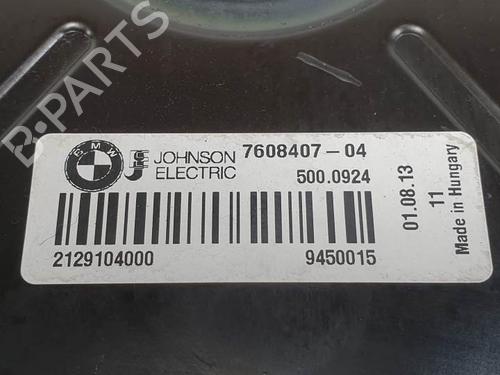 B-PARTS
BMW
JOHNSON
ELECTRIC
7608407-04
500.0924
2129104000
9450015
01.08.13
11
Made in Hungary